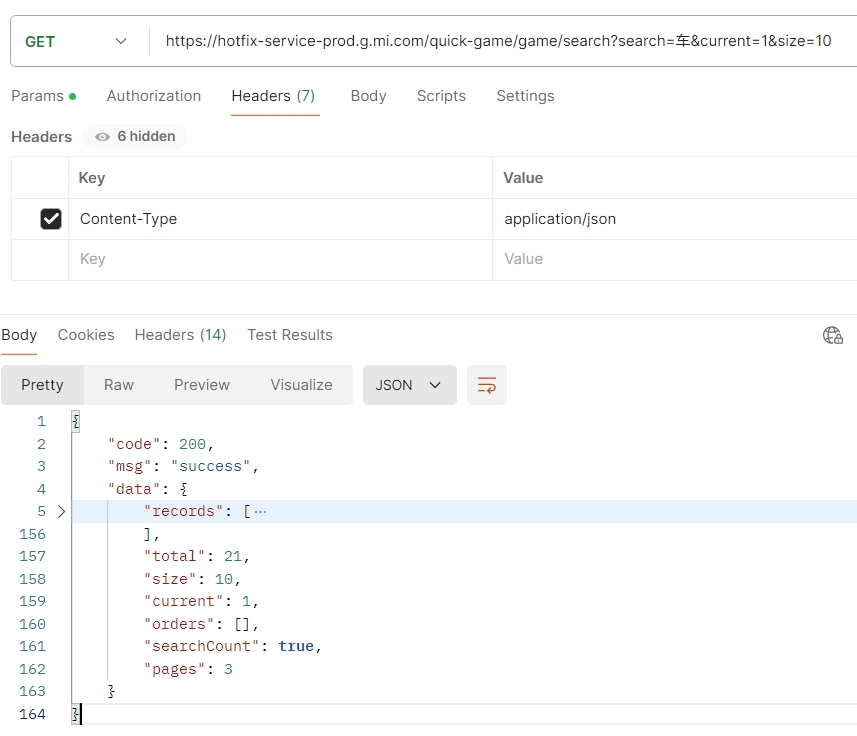 GET https://hotfix-service-prod.g.mi.com/quick-game/game/search?search=车&current=1&size=10
Params Authorization Headers (7) Body Scripts Settings
Headers 6 hidden
Key Value
Content-Type application/json
Key Value
Body Cookies Headers (14) Test Results
Pretty Raw Preview Visualize JSON
1 {
2 "code": 200,
3 "msg": "success",
4 "data": {
5 "records": [ ···
156 ],
157 "total": 21,
158 "size": 10,
159 "current": 1,
160 "orders": [],
161 "searchCount": true,
162 "pages": 3
163 }
164 }